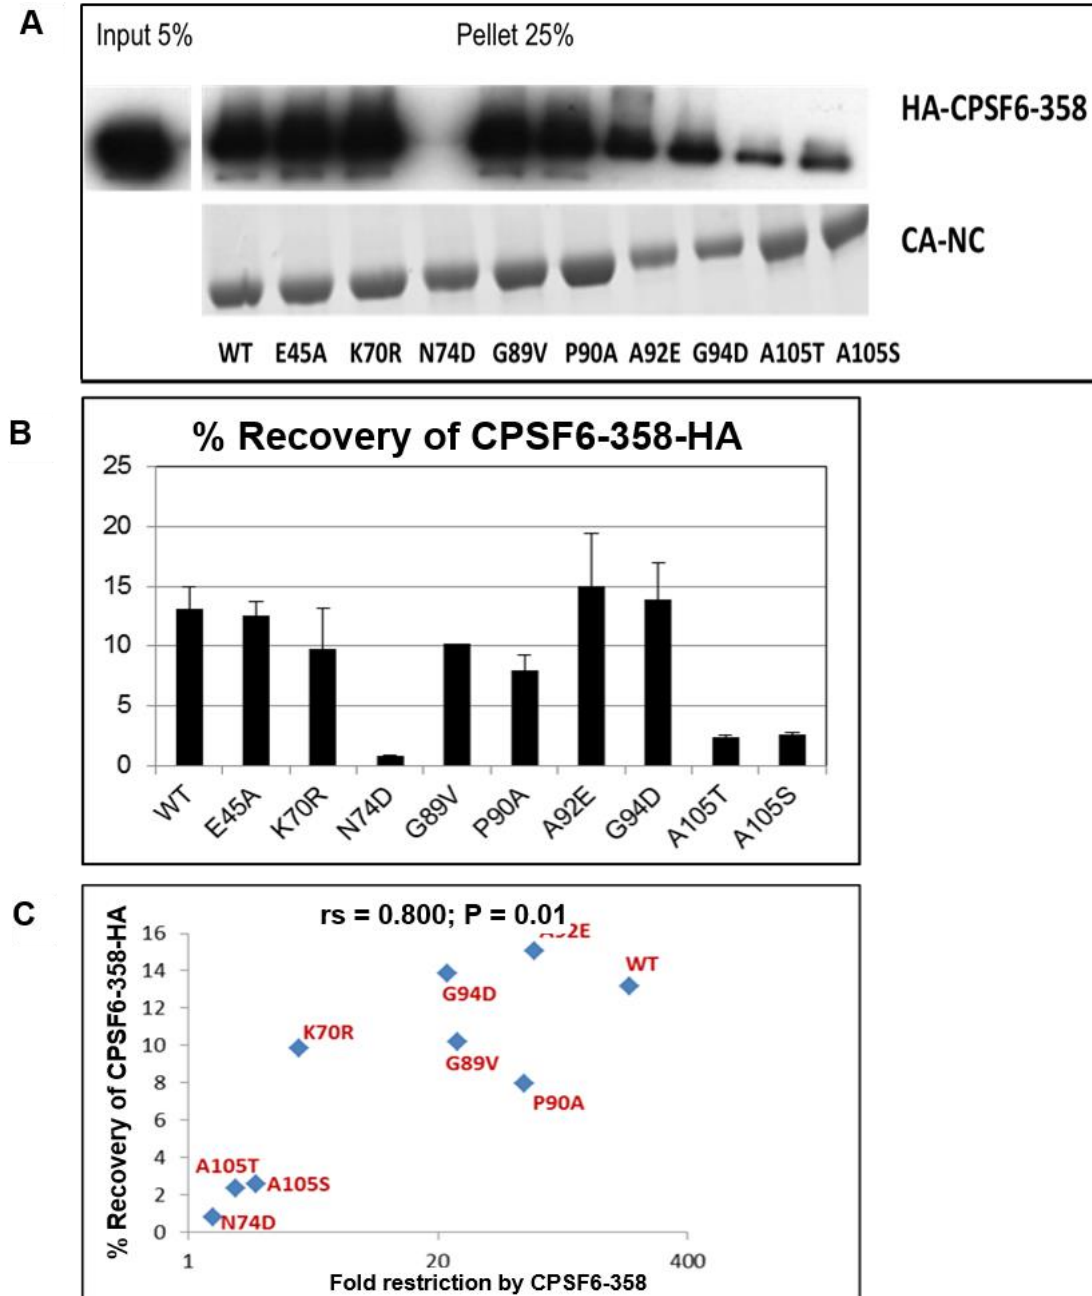 A
Input 5% Pellet 25%
HA-CPSF6-358
CA-NC
WT E45A K70R N74D G89V P90A A92E G94D A105T A105S
B
% Recovery of CPSF6-358-HA
25
20
15
10
5
0
WT E45A K70R N74D G89V P90A A92E G94D A105T A105S
C
rs = 0.800; P = 0.01
% Recovery of CPSF6-358-HA
16
14
12
10
8
6
4
2
0
A92E
WT
G94D
K70R
G89V
P90A
A105T
A105S
N74D
1 20 400
Fold restriction by CPSF6-358